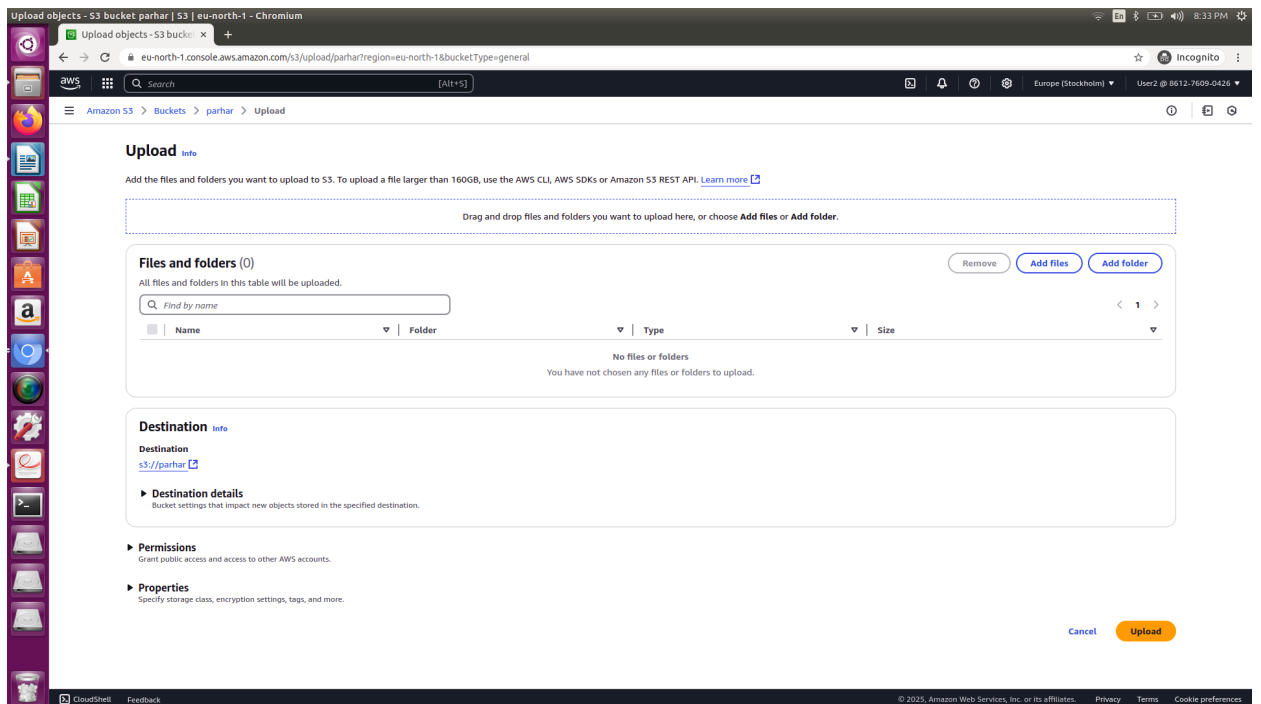 Upload objects - S3 bucket parhar | S3 | eu-north-1 - Chromium
En
8:33 PM
Upload objects - S3 bucke
eu-north-1.console.aws.amazon.com/s3/upload/parhar?region=eu-north-1&bucketType=general
Incognito
aws
Search
[Alt+S]
Europe (Stockholm)
User2 @ 8612-7609-0426
Amazon S3 > Buckets > parhar > Upload
Upload Info
Add the files and folders you want to upload to S3. To upload a file larger than 160GB, use the AWS CLI, AWS SDKs or Amazon S3 REST API. Learn more
Drag and drop files and folders you want to upload here, or choose Add files or Add folder.
Files and folders (0)
Remove
Add files
Add folder
All files and folders in this table will be uploaded.
Find by name
< 1 >
Name
Folder
Type
Size
No files or folders
You have not chosen any files or folders to upload.
Destination Info
Destination
s3://parhar
Destination details
Bucket settings that impact new objects stored in the specified destination.
Permissions
Grant public access and access to other AWS accounts.
Properties
Specify storage class, encryption settings, tags, and more.
Cancel
Upload
CloudShell
Feedback
© 2025, Amazon Web Services, Inc. or its affiliates.
Privacy
Terms
Cookie preferences